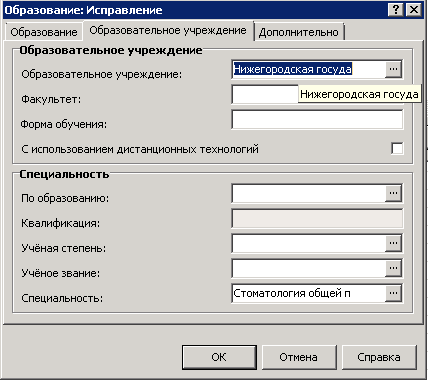 Образование: Исправление
Образование Образовательное учреждение Дополнительно
Образовательное учреждение
Образовательное учреждение: Нижегородская госуда ...
Факультет: Нижегородская госуда
Форма обучения:
С использованием дистанционных технологий
Специальность
По образованию: ...
Квалификация:
Учёная степень: ...
Учёное звание: ...
Специальность: Стоматология общей п ...
ОК Отмена Справка